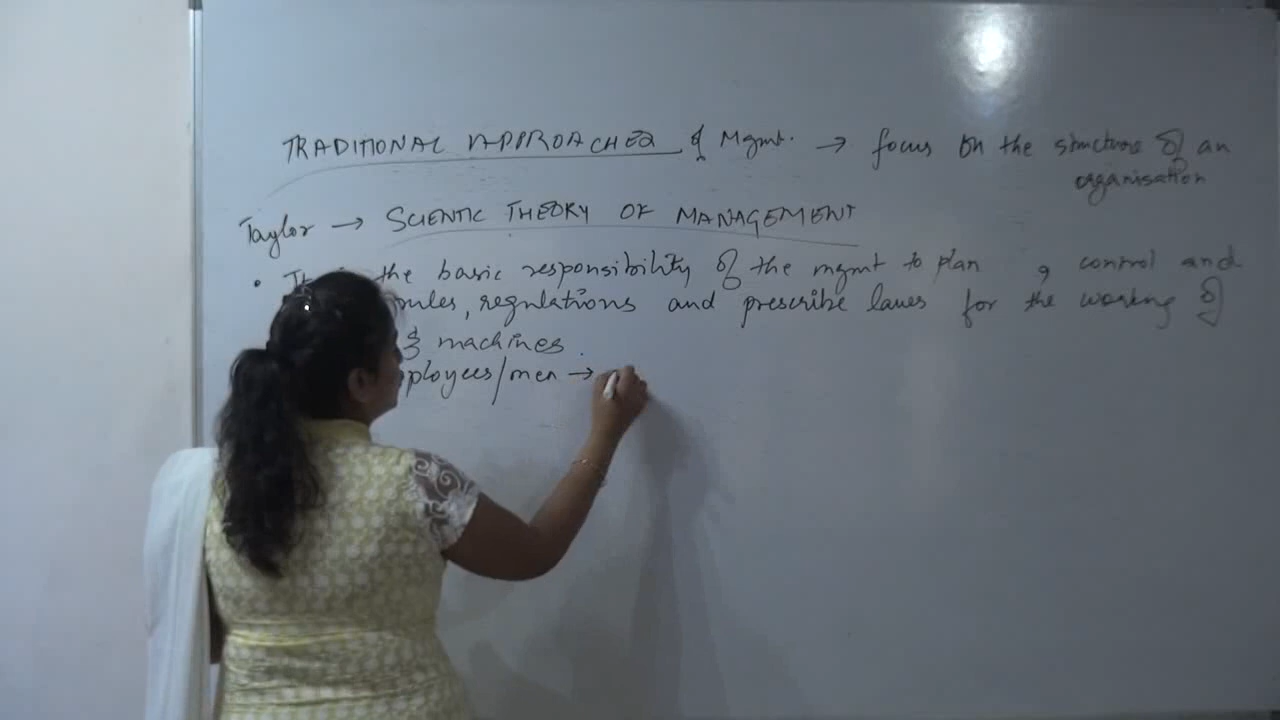 TRADITIONAL APPROACHES of Mgmt. → focus on the structure of an
organisation
Taylor → SCIENTIC THEORY OF MANAGEMENT
• the basic responsibility of the mgmt to plan , control and
rules, regulations and prescribe laws for the working of
& machines.
ployees/men →